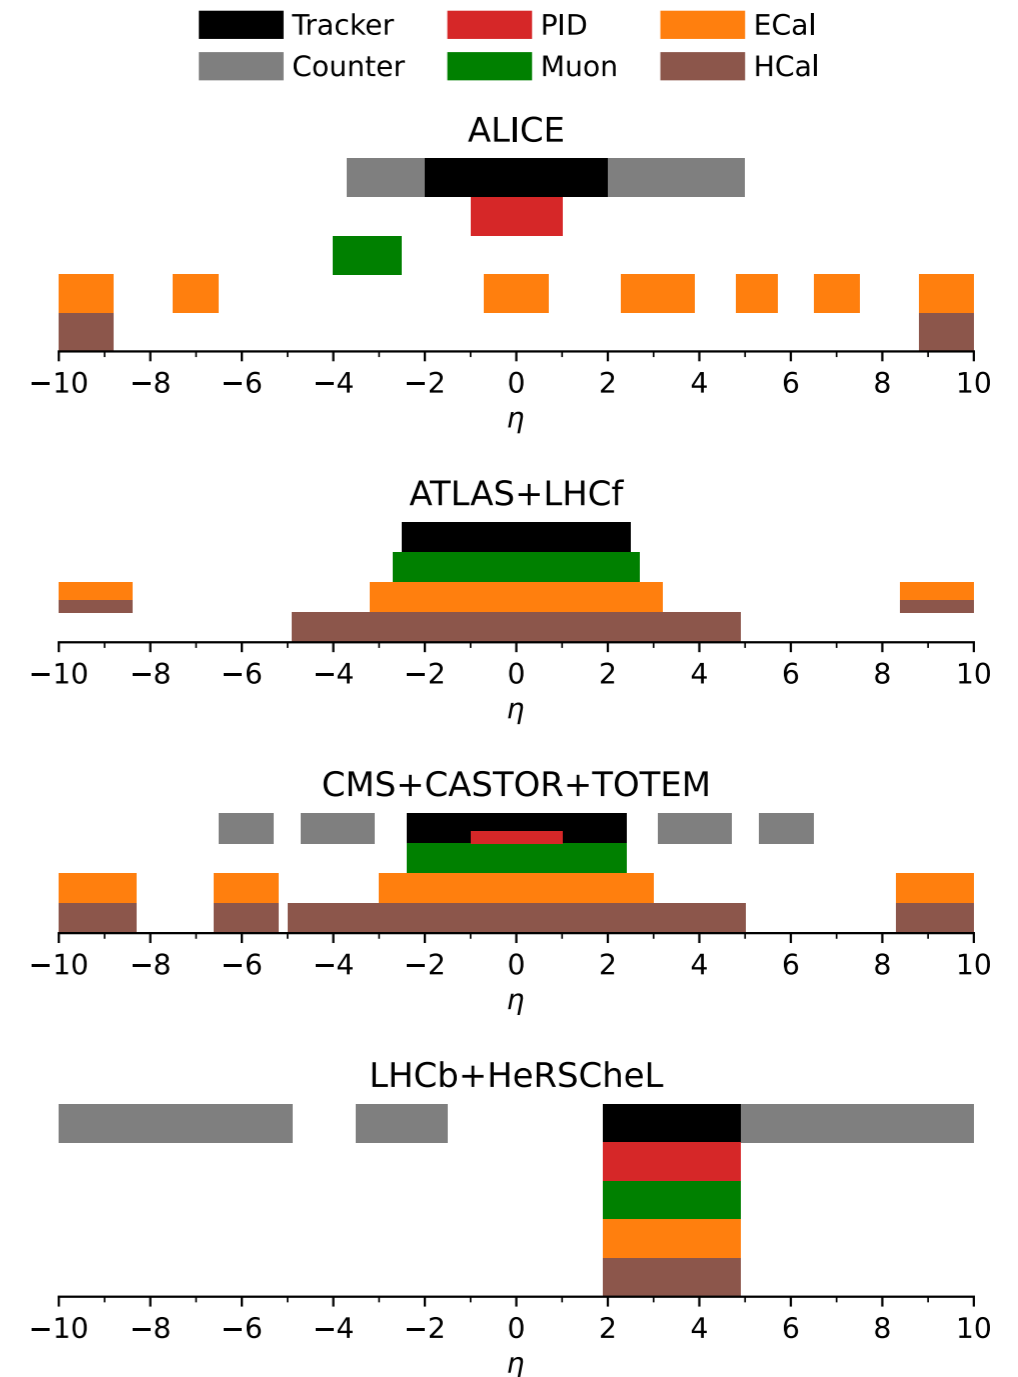 Tracker PID ECal
Counter Muon HCal
ALICE
−10 −8 −6 −4 −2 0 2 4 6 8 10
η
ATLAS+LHCf
−10 −8 −6 −4 −2 0 2 4 6 8 10
η
CMS+CASTOR+TOTEM
−10 −8 −6 −4 −2 0 2 4 6 8 10
η
LHCb+HeRSCheL
−10 −8 −6 −4 −2 0 2 4 6 8 10
η